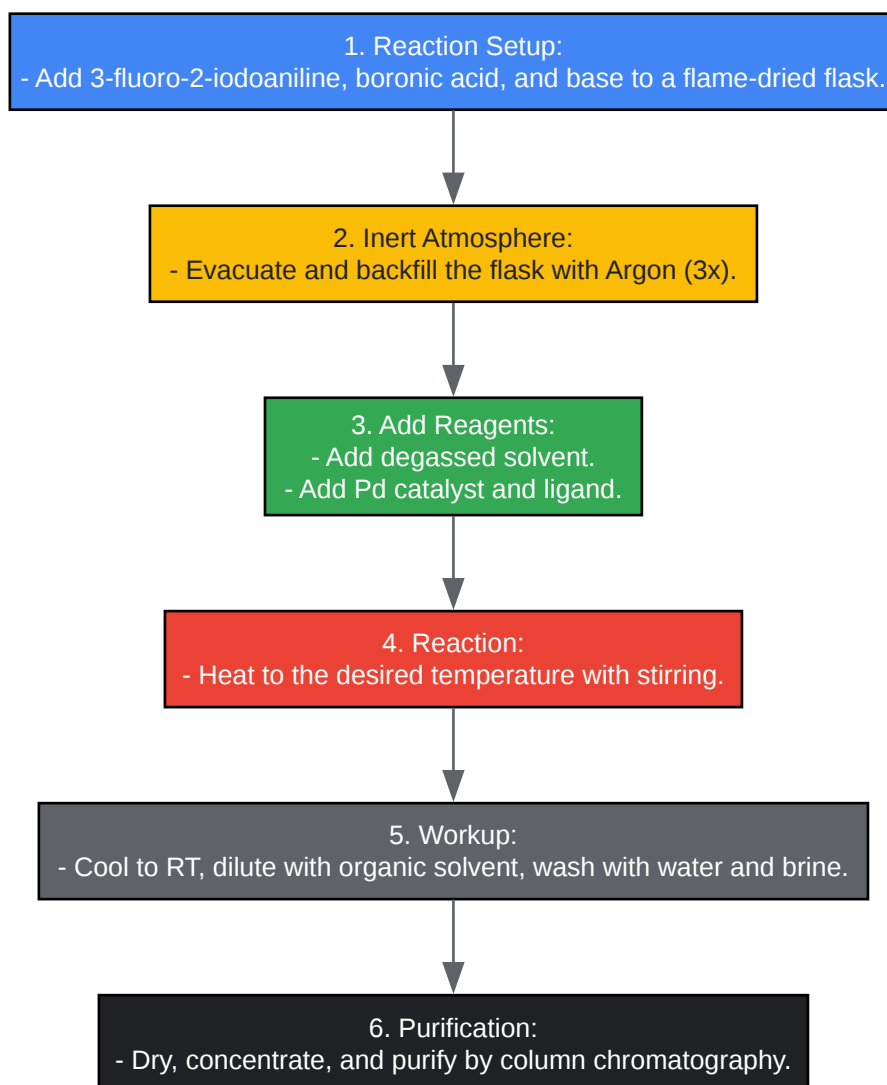 1. Reaction Setup:
- Add 3-fluoro-2-iodoaniline, boronic acid, and base to a flame-dried flask.
2. Inert Atmosphere:
- Evacuate and backfill the flask with Argon (3x).
3. Add Reagents:
- Add degassed solvent.
- Add Pd catalyst and ligand.
4. Reaction:
- Heat to the desired temperature with stirring.
5. Workup:
- Cool to RT, dilute with organic solvent, wash with water and brine.
6. Purification:
- Dry, concentrate, and purify by column chromatography.